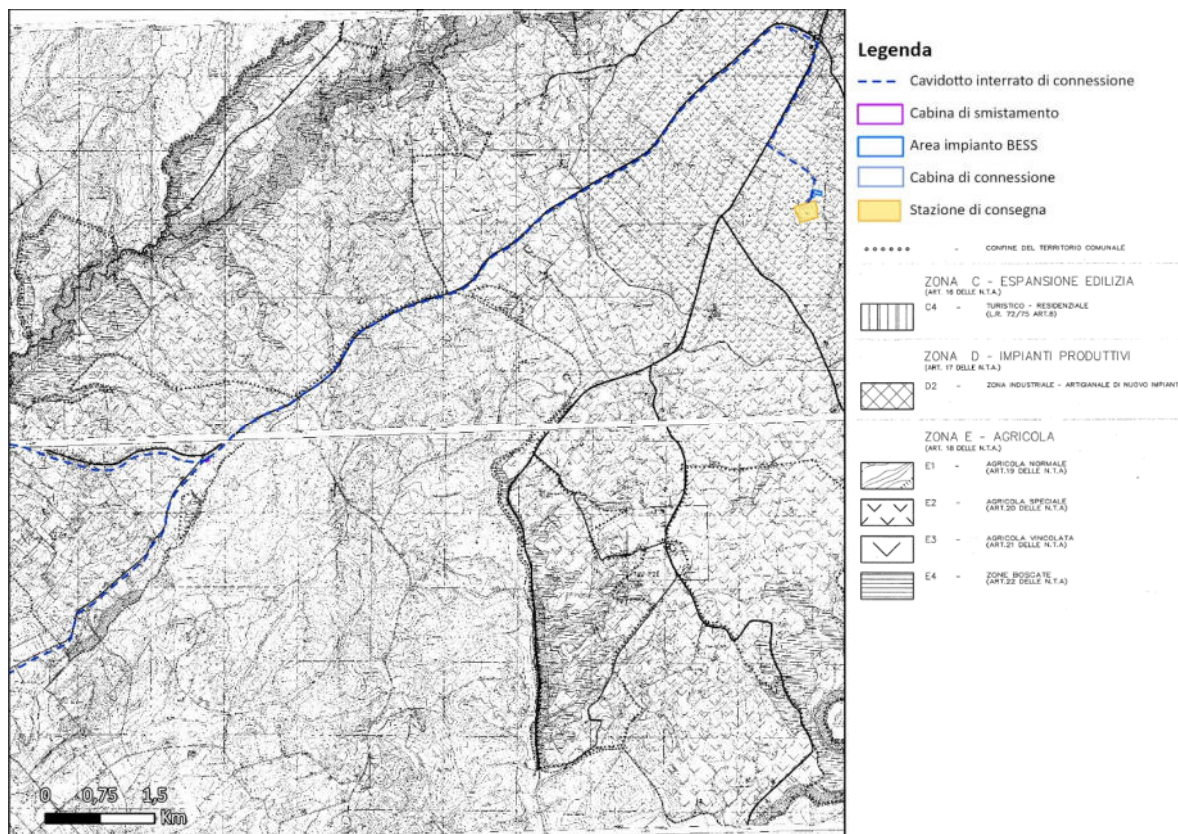 Legenda
Cavidotto interrato di connessione
Cabina di smistamento
Area impianto BESS
Cabina di connessione
Stazione di consegna
- CONFINE DEL TERRITORIO COMUNALE
ZONA C - ESPANSIONE EDILIZIA
(ART. 16 DELLE N.T.A.)
C4 - TURISTICO - RESIDENZIALE
(L.R. 72/75 ART.8)
ZONA D - IMPIANTI PRODUTTIVI
(ART. 17 DELLE N.T.A.)
D2 - ZONA INDUSTRIALE - ARTIGIANALE DI NUOVO IMPIANT
ZONA E - AGRICOLA
(ART. 18 DELLE N.T.A.)
E1 - AGRICOLA NORMALE
(ART.19 DELLE N.T.A)
E2 - AGRICOLA SPECIALE
(ART.20 DELLE N.T.A)
E3 - AGRICOLA VINCOLATA
(ART.21 DELLE N.T.A)
E4 - ZONE BOSCATE
(ART.22 DELLE N.T.A)
0 0,75 1,5
Km